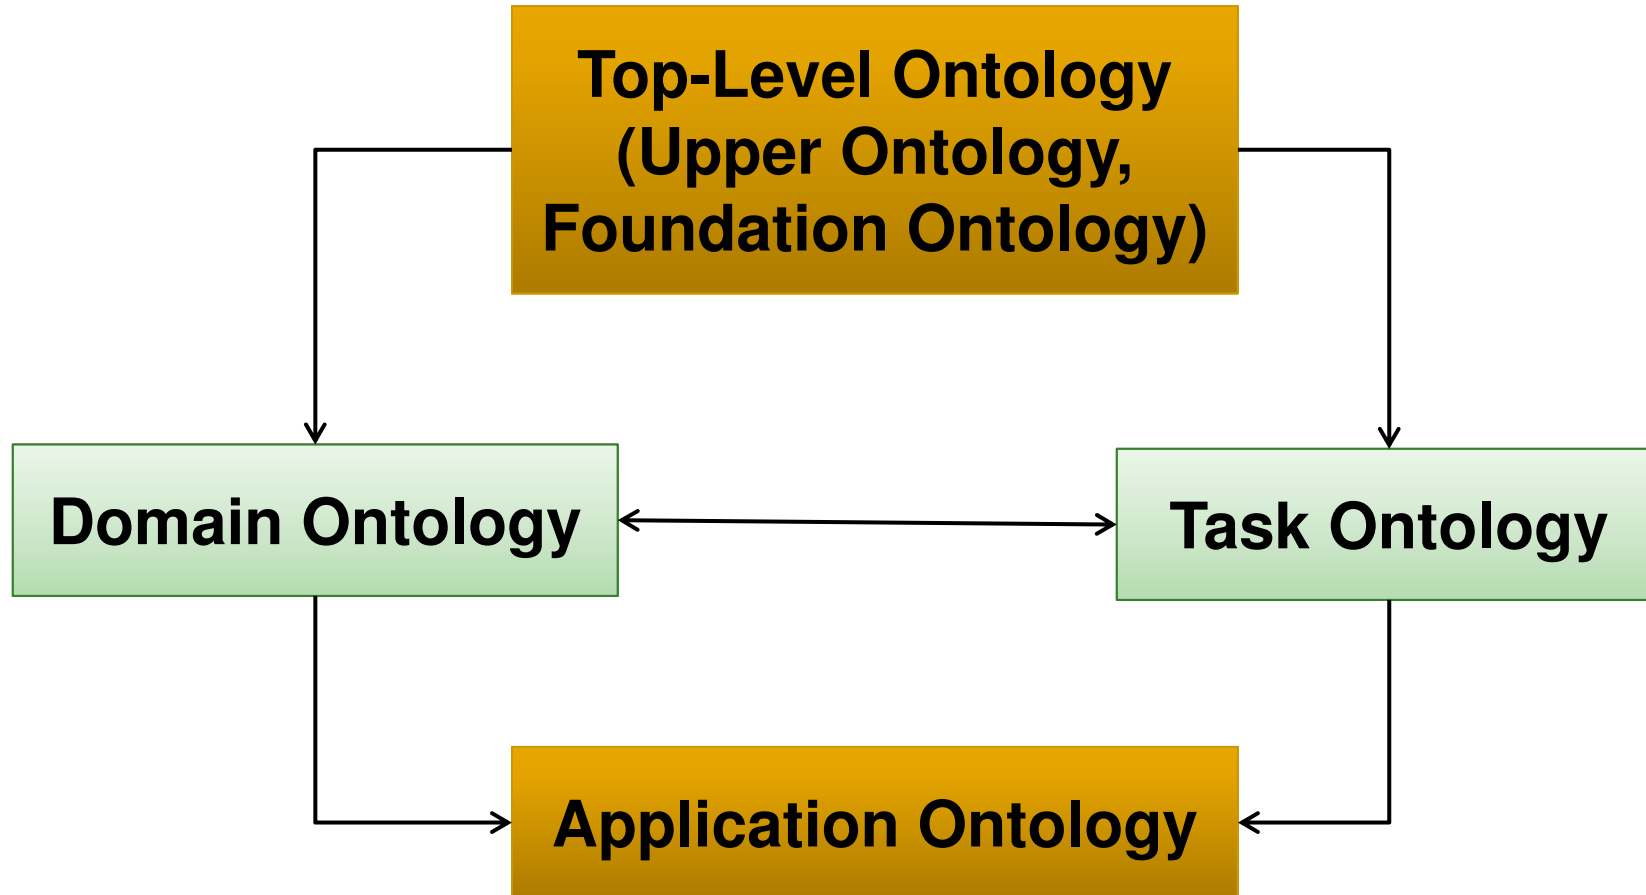 Top-Level Ontology
(Upper Ontology,
Foundation Ontology)
Domain Ontology
Task Ontology
Application Ontology